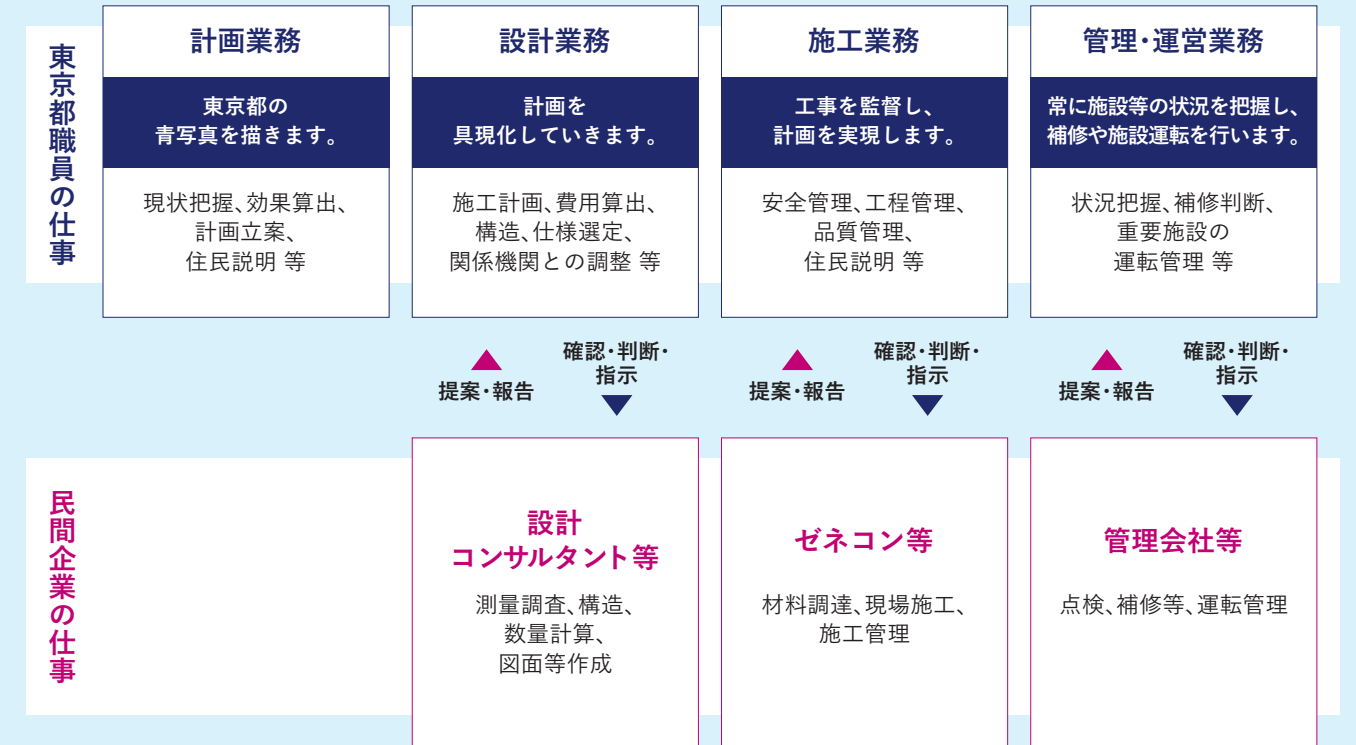 東京都職員の仕事
計画業務
東京都の
青写真を描きます。
現状把握、効果算出、
計画立案、
住民説明 等
設計業務
計画を
具現化していきます。
施工計画、費用算出、
構造、仕様選定、
関係機関との調整 等
施工業務
工事を監督し、
計画を実現します。
安全管理、工程管理、
品質管理、
住民説明 等
管理・運営業務
常に施設等の状況を把握し、
補修や施設運転を行います。
状況把握、補修判断、
重要施設の
運転管理 等
提案・報告
確認・判断・
指示
提案・報告
確認・判断・
指示
提案・報告
確認・判断・
指示
民間企業の仕事
設計
コンサルタント等
測量調査、構造、
数量計算、
図面等作成
ゼネコン等
材料調達、現場施工、
施工管理
管理会社等
点検、補修等、運転管理